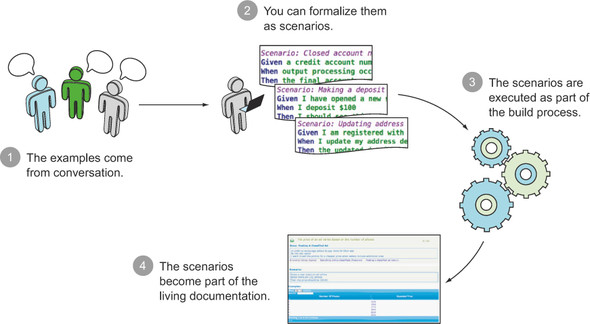 2 You can formalize them
as scenarios.
Scenario: Closed account n
Given a credit account num
When output processing occ
Then the final accou
Scenario: Making a deposit
Given I have opened a new
When I deposit $100
Then I should
Scenario: Updating address
Given I am registered with
When I update my address de
Then the updated
3 The scenarios are
executed as part of
the build process.
1 The examples come
from conversation.
4 The scenarios
become part of the
living documentation.